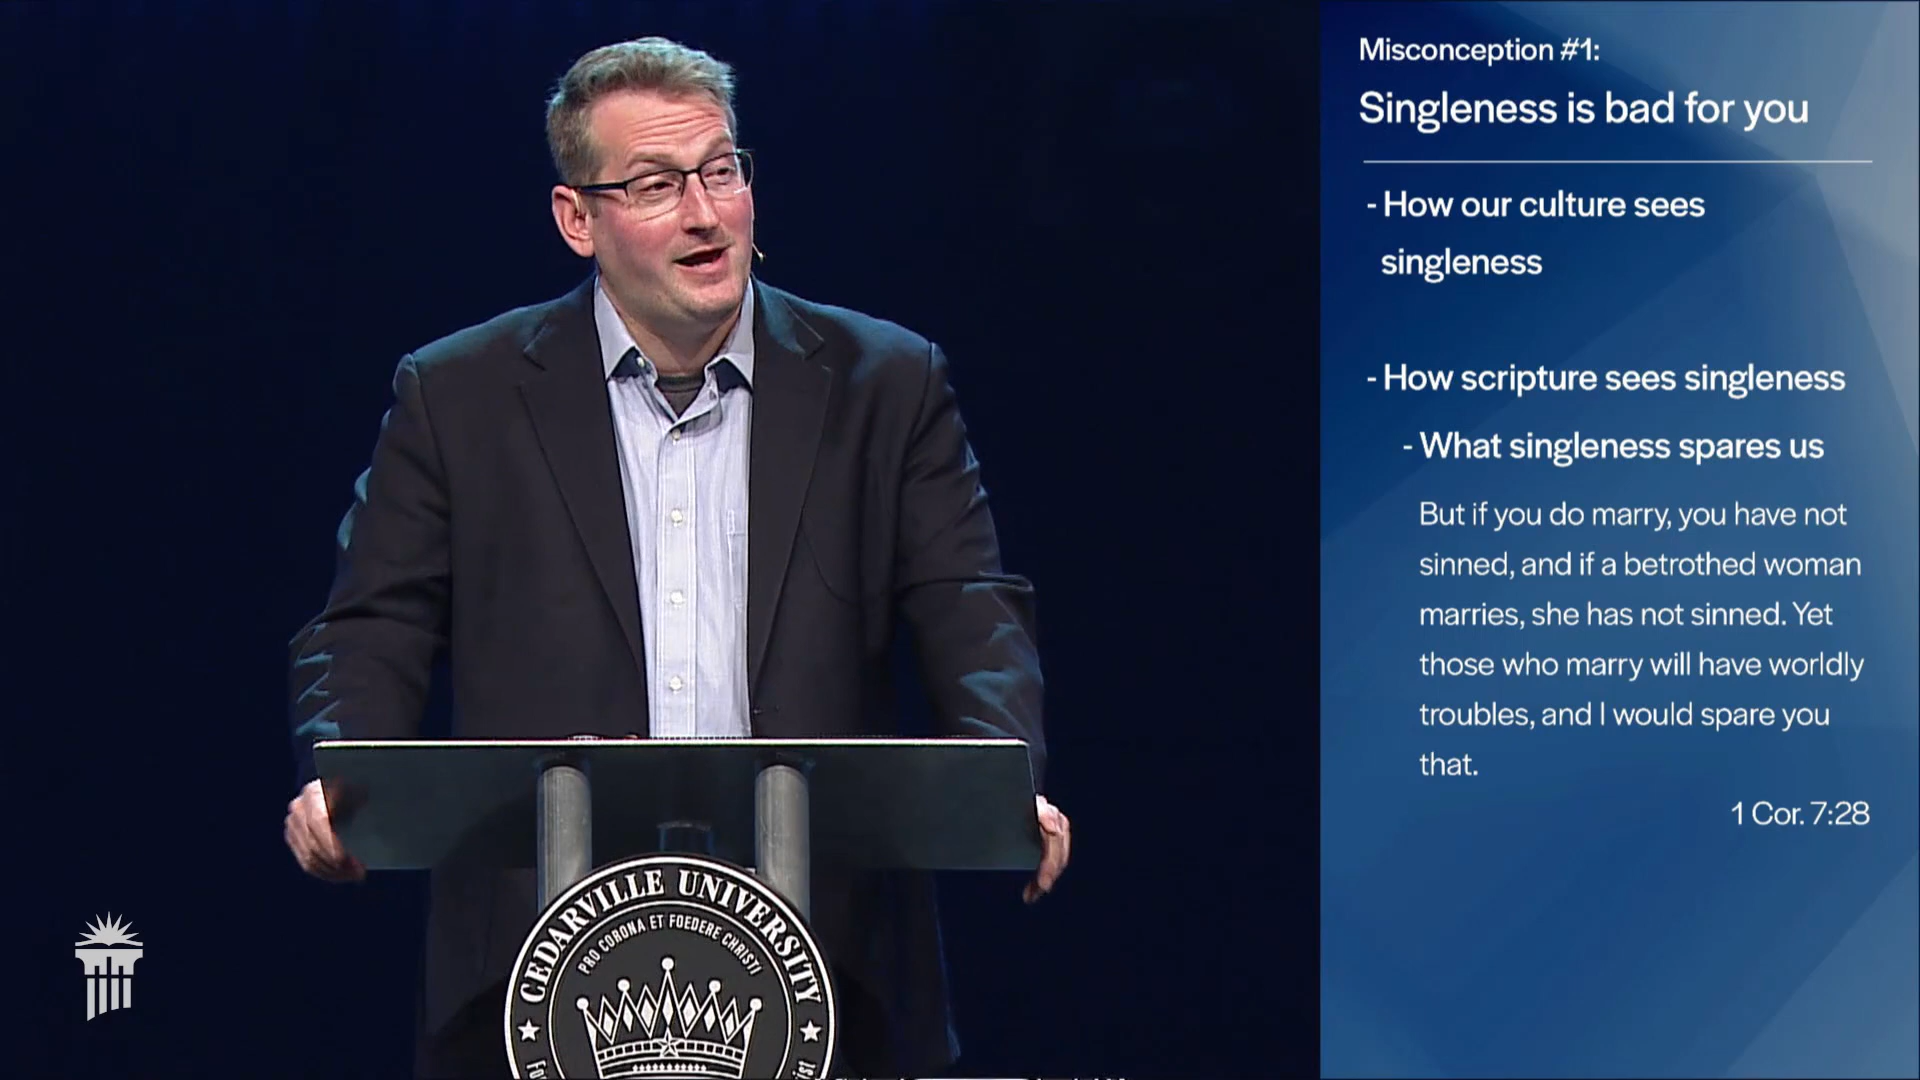 Misconception #1:
Singleness is bad for you
- How our culture sees
singleness
- How scripture sees singleness
- What singleness spares us
But if you do marry, you have not
sinned, and if a betrothed woman
marries, she has not sinned. Yet
those who marry will have worldly
troubles, and I would spare you
that.
1 Cor. 7:28
CEDARVILLE UNIVERSITY
PRO CORONA ET FOEDERE CHRISTI